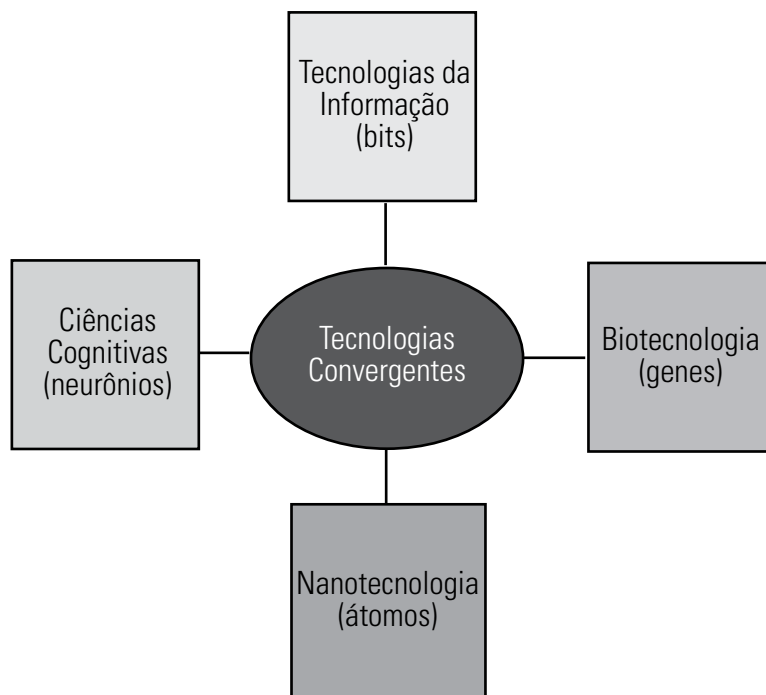 Tecnologias da
Informação
(bits)
Ciências
Cognitivas
(neurônios)
Tecnologias
Convergentes
Biotecnologia
(genes)
Nanotecnologia
(átomos)